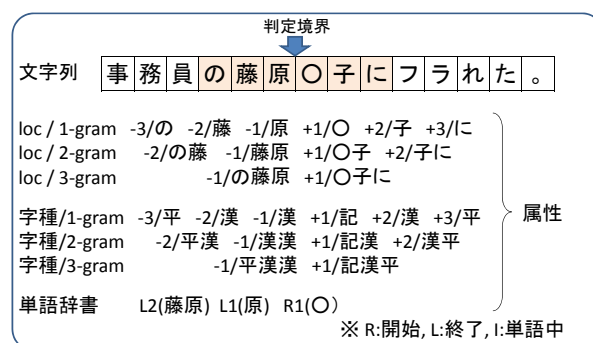 判定境界
文字列 事務員の藤原〇子にフラれた。
loc / 1-gram -3/の -2/藤 -1/原 +1/〇 +2/子 +3/に
loc / 2-gram -2/の藤 -1/藤原 +1/〇子 +2/子に
loc / 3-gram -1/の藤原 +1/〇子に
字種/1-gram -3/平 -2/漢 -1/漢 +1/記 +2/漢 +3/平
字種/2-gram -2/平漢 -1/漢漢 +1/記漢 +2/漢平
字種/3-gram -1/平漢漢 +1/記漢平
属性
単語辞書 L2(藤原) L1(原) R1(〇)
※ R:開始, L:終了, I:単語中